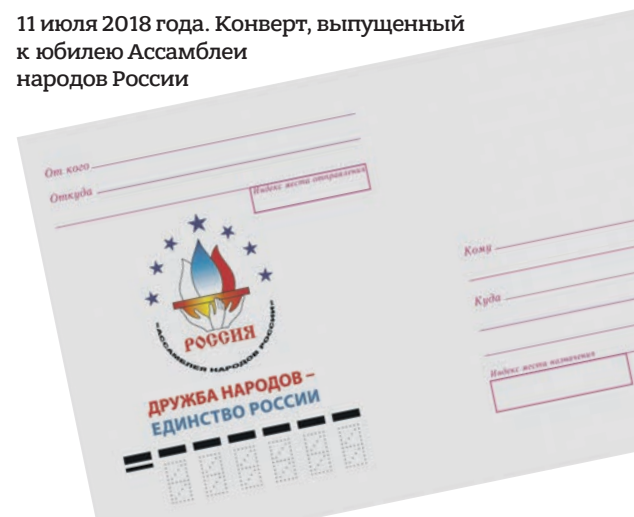 11 июля 2018 года. Конверт, выпущенный
к юбилею Ассамблеи
народов России
От кого
Откуда
Индекс места отправления
РОССИЯ
«АССАМБЛЕЯ НАРОДОВ РОССИИ»
ДРУЖБА НАРОДОВ –
ЕДИНСТВО РОССИИ
Кому
Куда
Индекс места назначения